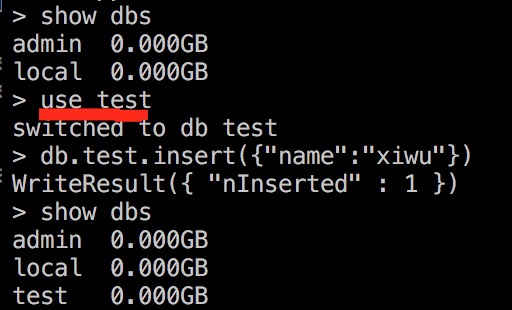 > show dbs
admin  0.000GB
local  0.000GB
> use test
switched to db test
> db.test.insert({"name":"xiwu"})
WriteResult({ "nInserted" : 1 })
> show dbs
admin  0.000GB
local  0.000GB
test   0.000GB